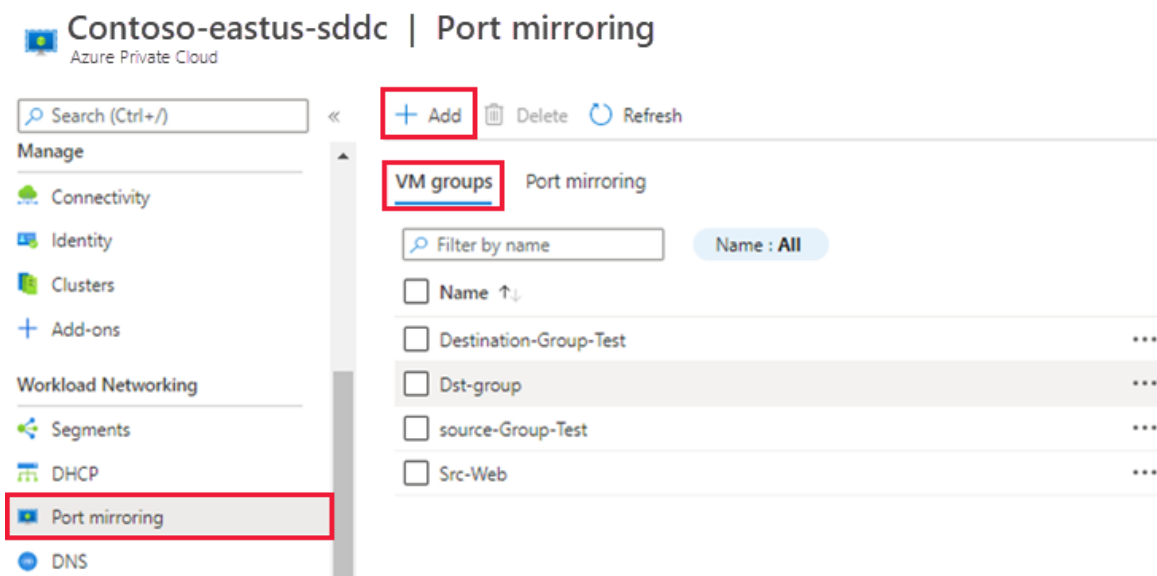 Contoso-eastus-sddc | Port mirroring
Azure Private Cloud
Search (Ctrl+/)
«
Manage
Connectivity
Identity
Clusters
Add-ons
Workload Networking
Segments
DHCP
Port mirroring
DNS
+ Add Delete Refresh
VM groups Port mirroring
Filter by name Name : All
Name ↑↓
Destination-Group-Test ...
Dst-group ...
source-Group-Test ...
Src-Web ...